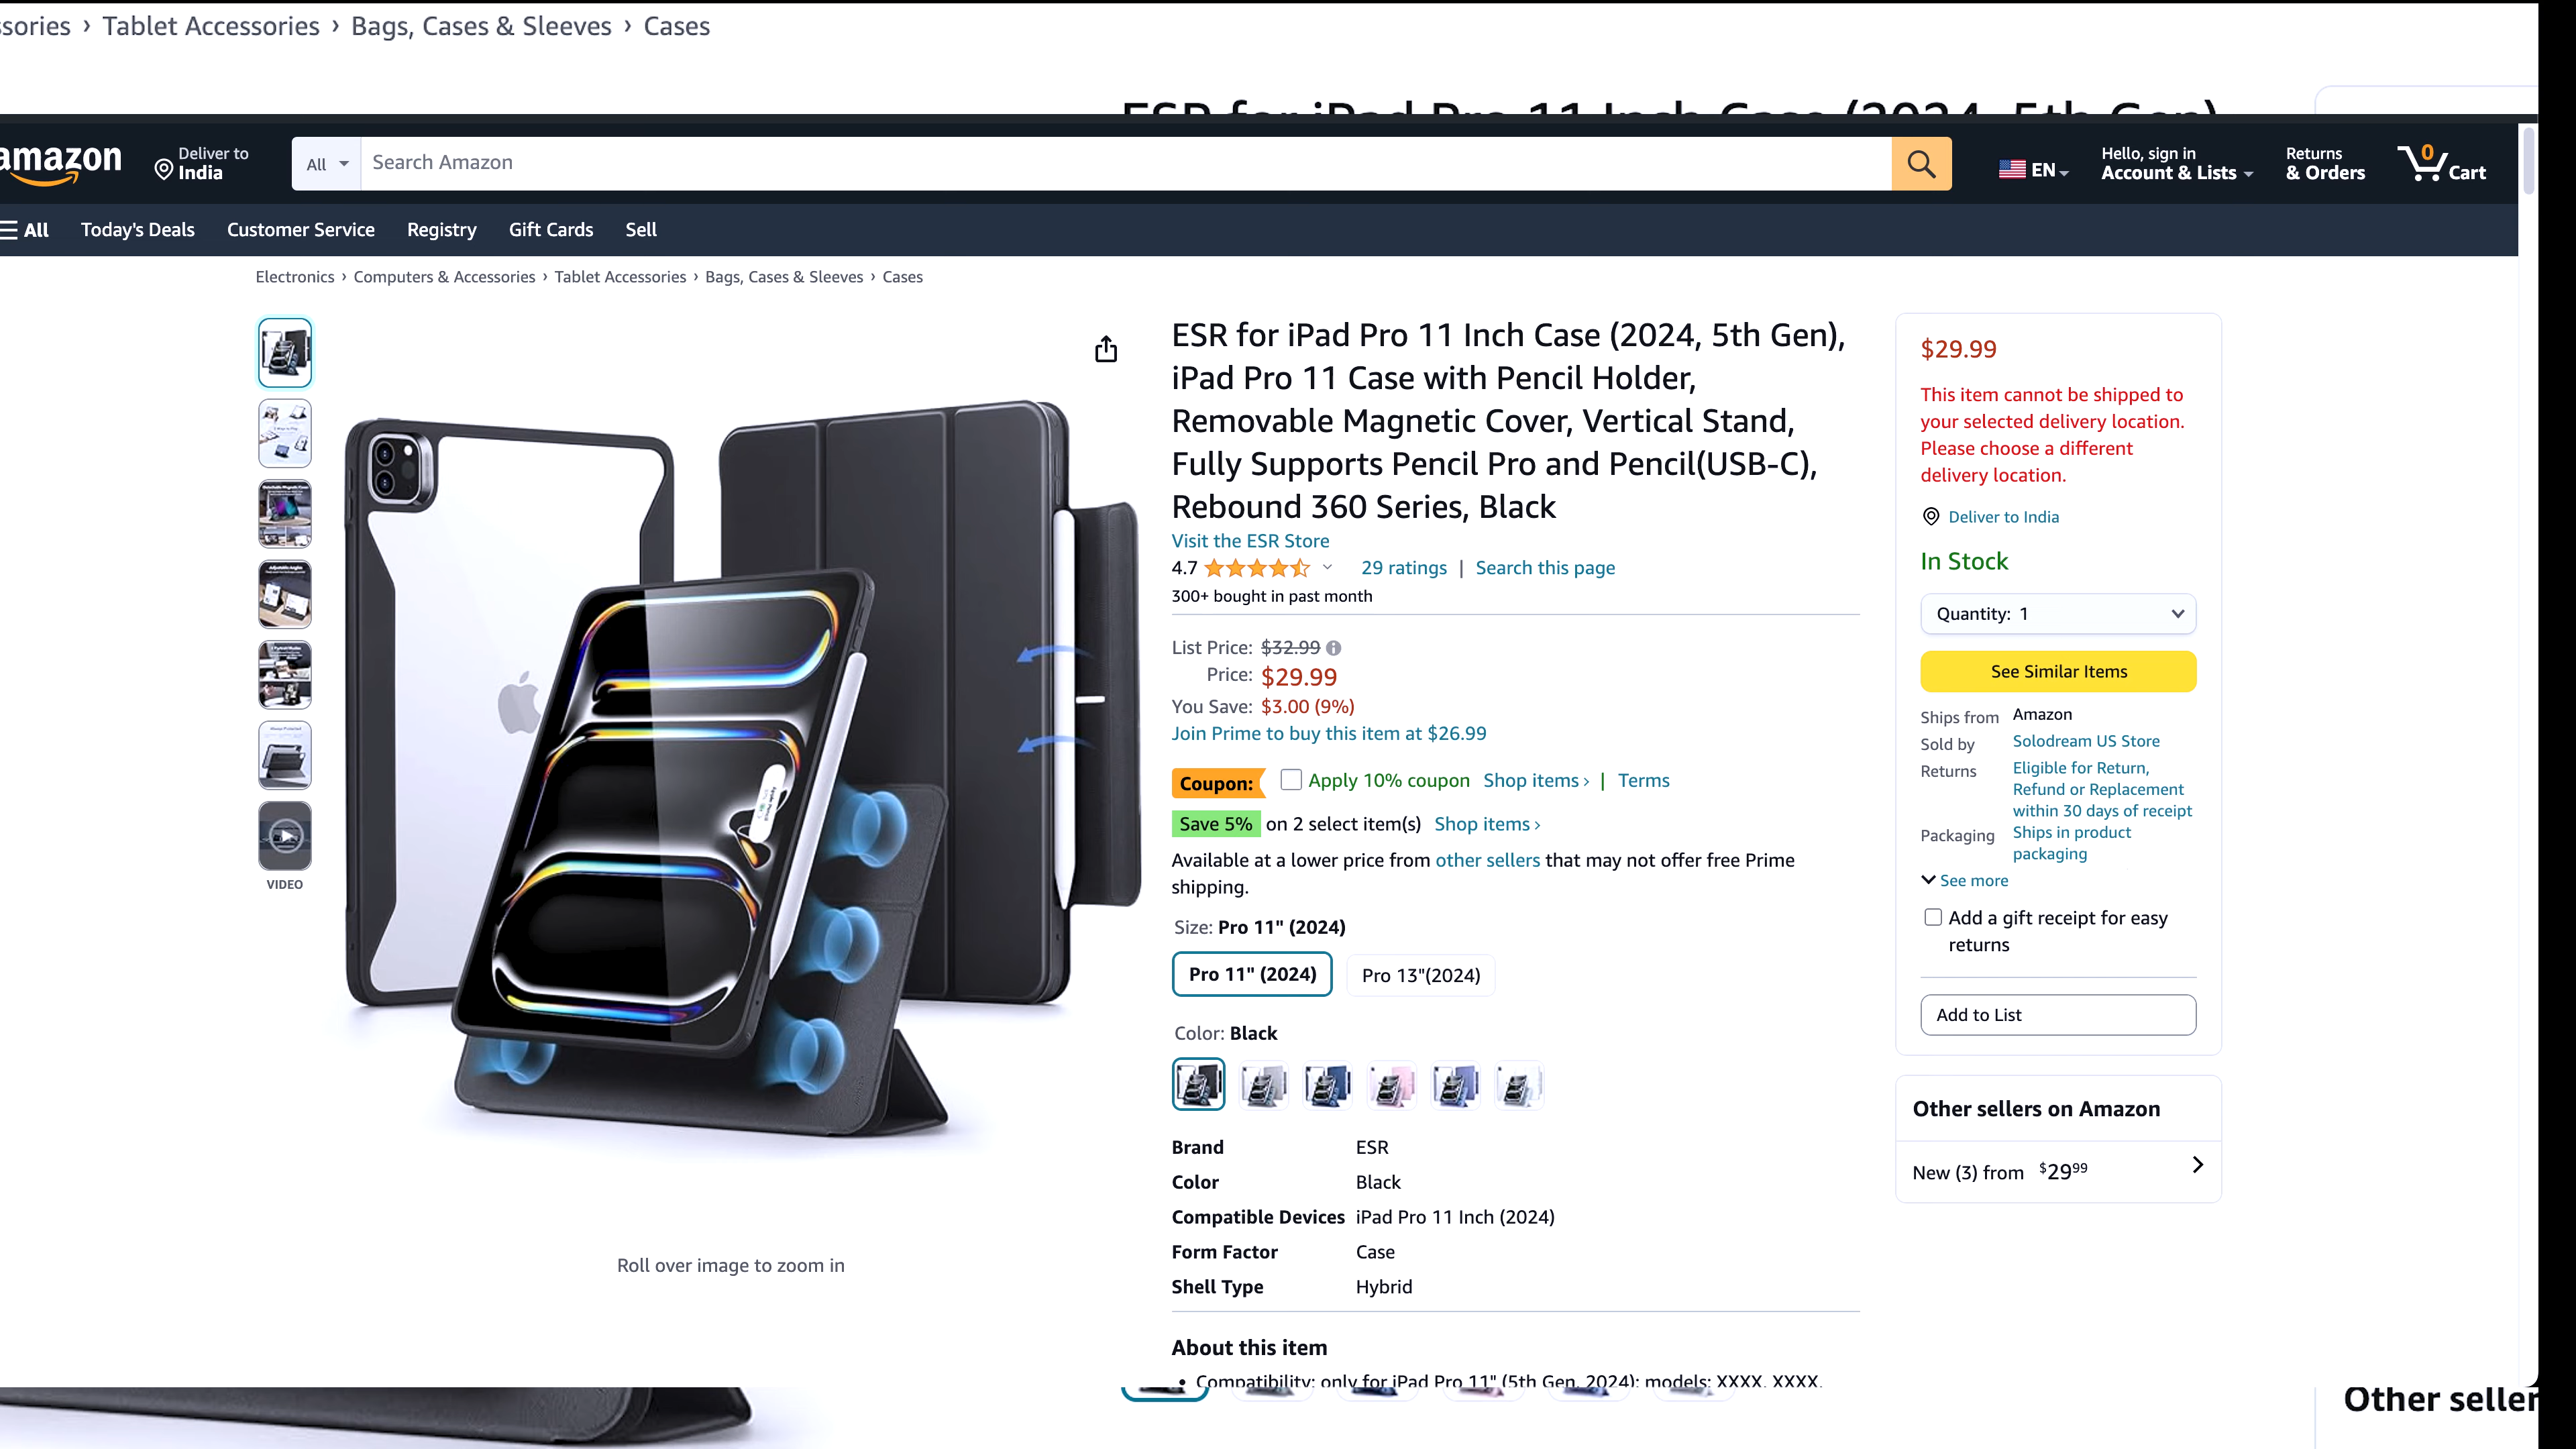 ssories › Tablet Accessories › Bags, Cases & Sleeves › Cases
ESR for iPad Pro 11 Inch Case (2024, 5th Gen)
amazon
Deliver to
India
All
Search Amazon
EN
Hello, sign in
Account & Lists
Returns
& Orders
0
Cart
All
Today's Deals
Customer Service
Registry
Gift Cards
Sell
Electronics › Computers & Accessories › Tablet Accessories › Bags, Cases & Sleeves › Cases
VIDEO
Roll over image to zoom in
ESR for iPad Pro 11 Inch Case (2024, 5th Gen),
iPad Pro 11 Case with Pencil Holder,
Removable Magnetic Cover, Vertical Stand,
Fully Supports Pencil Pro and Pencil(USB-C),
Rebound 360 Series, Black
Visit the ESR Store
4.7
29 ratings | Search this page
300+ bought in past month
List Price: $32.99
Price: $29.99
You Save: $3.00 (9%)
Join Prime to buy this item at $26.99
Coupon: Apply 10% coupon Shop items › | Terms
Save 5% on 2 select item(s) Shop items ›
Available at a lower price from other sellers that may not offer free Prime
shipping.
Size: Pro 11" (2024)
Pro 11" (2024)
Pro 13"(2024)
Color: Black
Brand ESR
Color Black
Compatible Devices iPad Pro 11 Inch (2024)
Form Factor Case
Shell Type Hybrid
About this item
• Compatibility: only for iPad Pro 11" (5th Gen, 2024); models: XXXX, XXXX,
$29.99
This item cannot be shipped to
your selected delivery location.
Please choose a different
delivery location.
Deliver to India
In Stock
Quantity: 1
See Similar Items
Ships from Amazon
Sold by Solodream US Store
Returns Eligible for Return,
Refund or Replacement
within 30 days of receipt
Packaging Ships in product
packaging
See more
Add a gift receipt for easy
returns
Add to List
Other sellers on Amazon
New (3) from $2999
Other seller